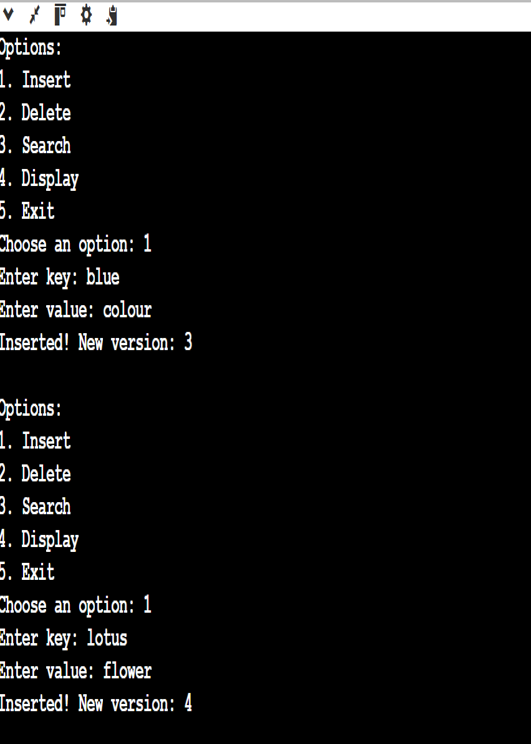 Options:
1. Insert
2. Delete
3. Search
4. Display
5. Exit
Choose an option: 1
Enter key: blue
Enter value: colour
Inserted! New version: 3
Options:
1. Insert
2. Delete
3. Search
4. Display
5. Exit
Choose an option: 1
Enter key: lotus
Enter value: flower
Inserted! New version: 4